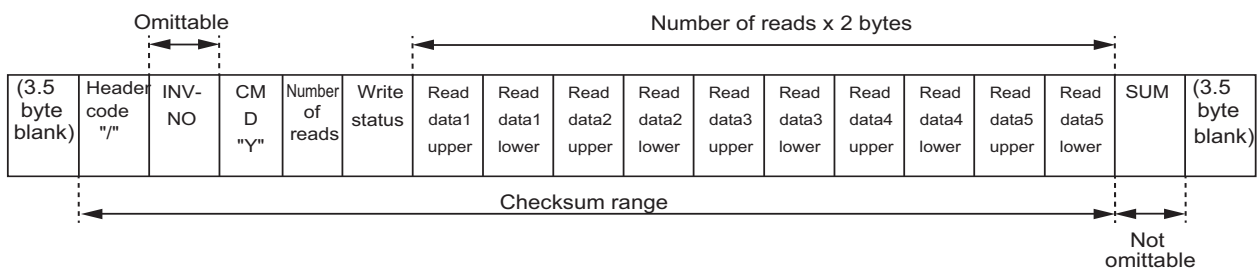 Omittable
Number of reads x 2 bytes
(3.5
byte
blank)
Header
code
"/"
INV-
NO
CM
D
"Y"
Number
of
reads
Write
status
Read
data1
upper
Read
data1
lower
Read
data2
upper
Read
data2
lower
Read
data3
upper
Read
data3
lower
Read
data4
upper
Read
data4
lower
Read
data5
upper
Read
data5
lower
SUM
(3.5
byte
blank)
Checksum range
Not
omittable